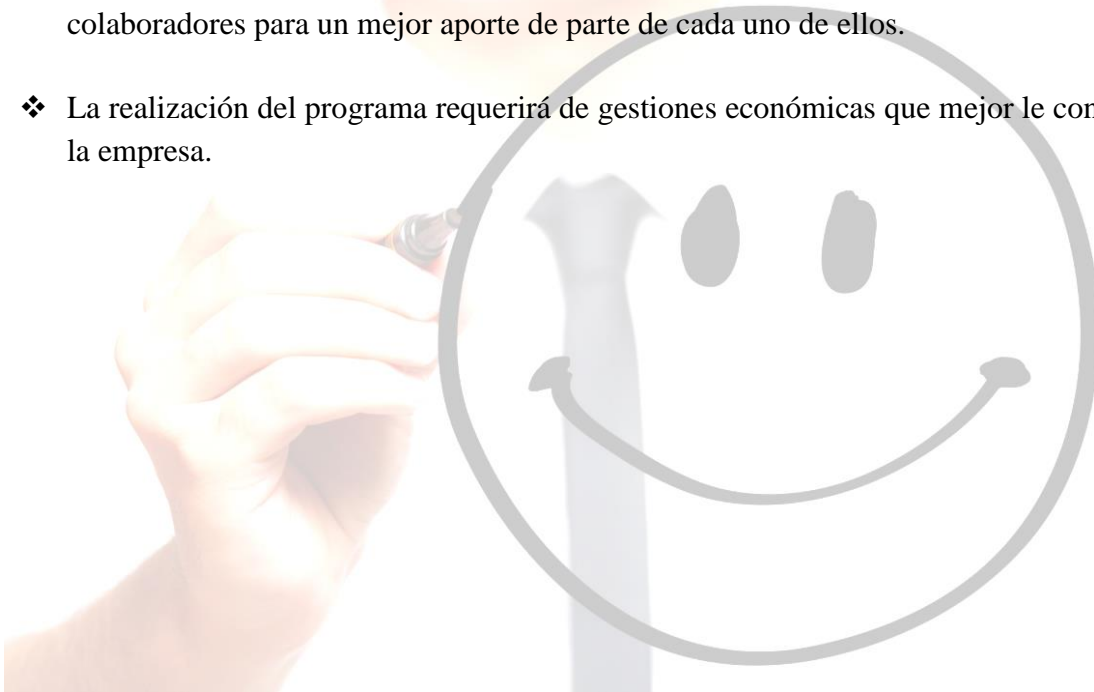 colaboradores para un mejor aporte de parte de cada uno de ellos.
❖ La realización del programa requerirá de gestiones económicas que mejor le
la empresa.